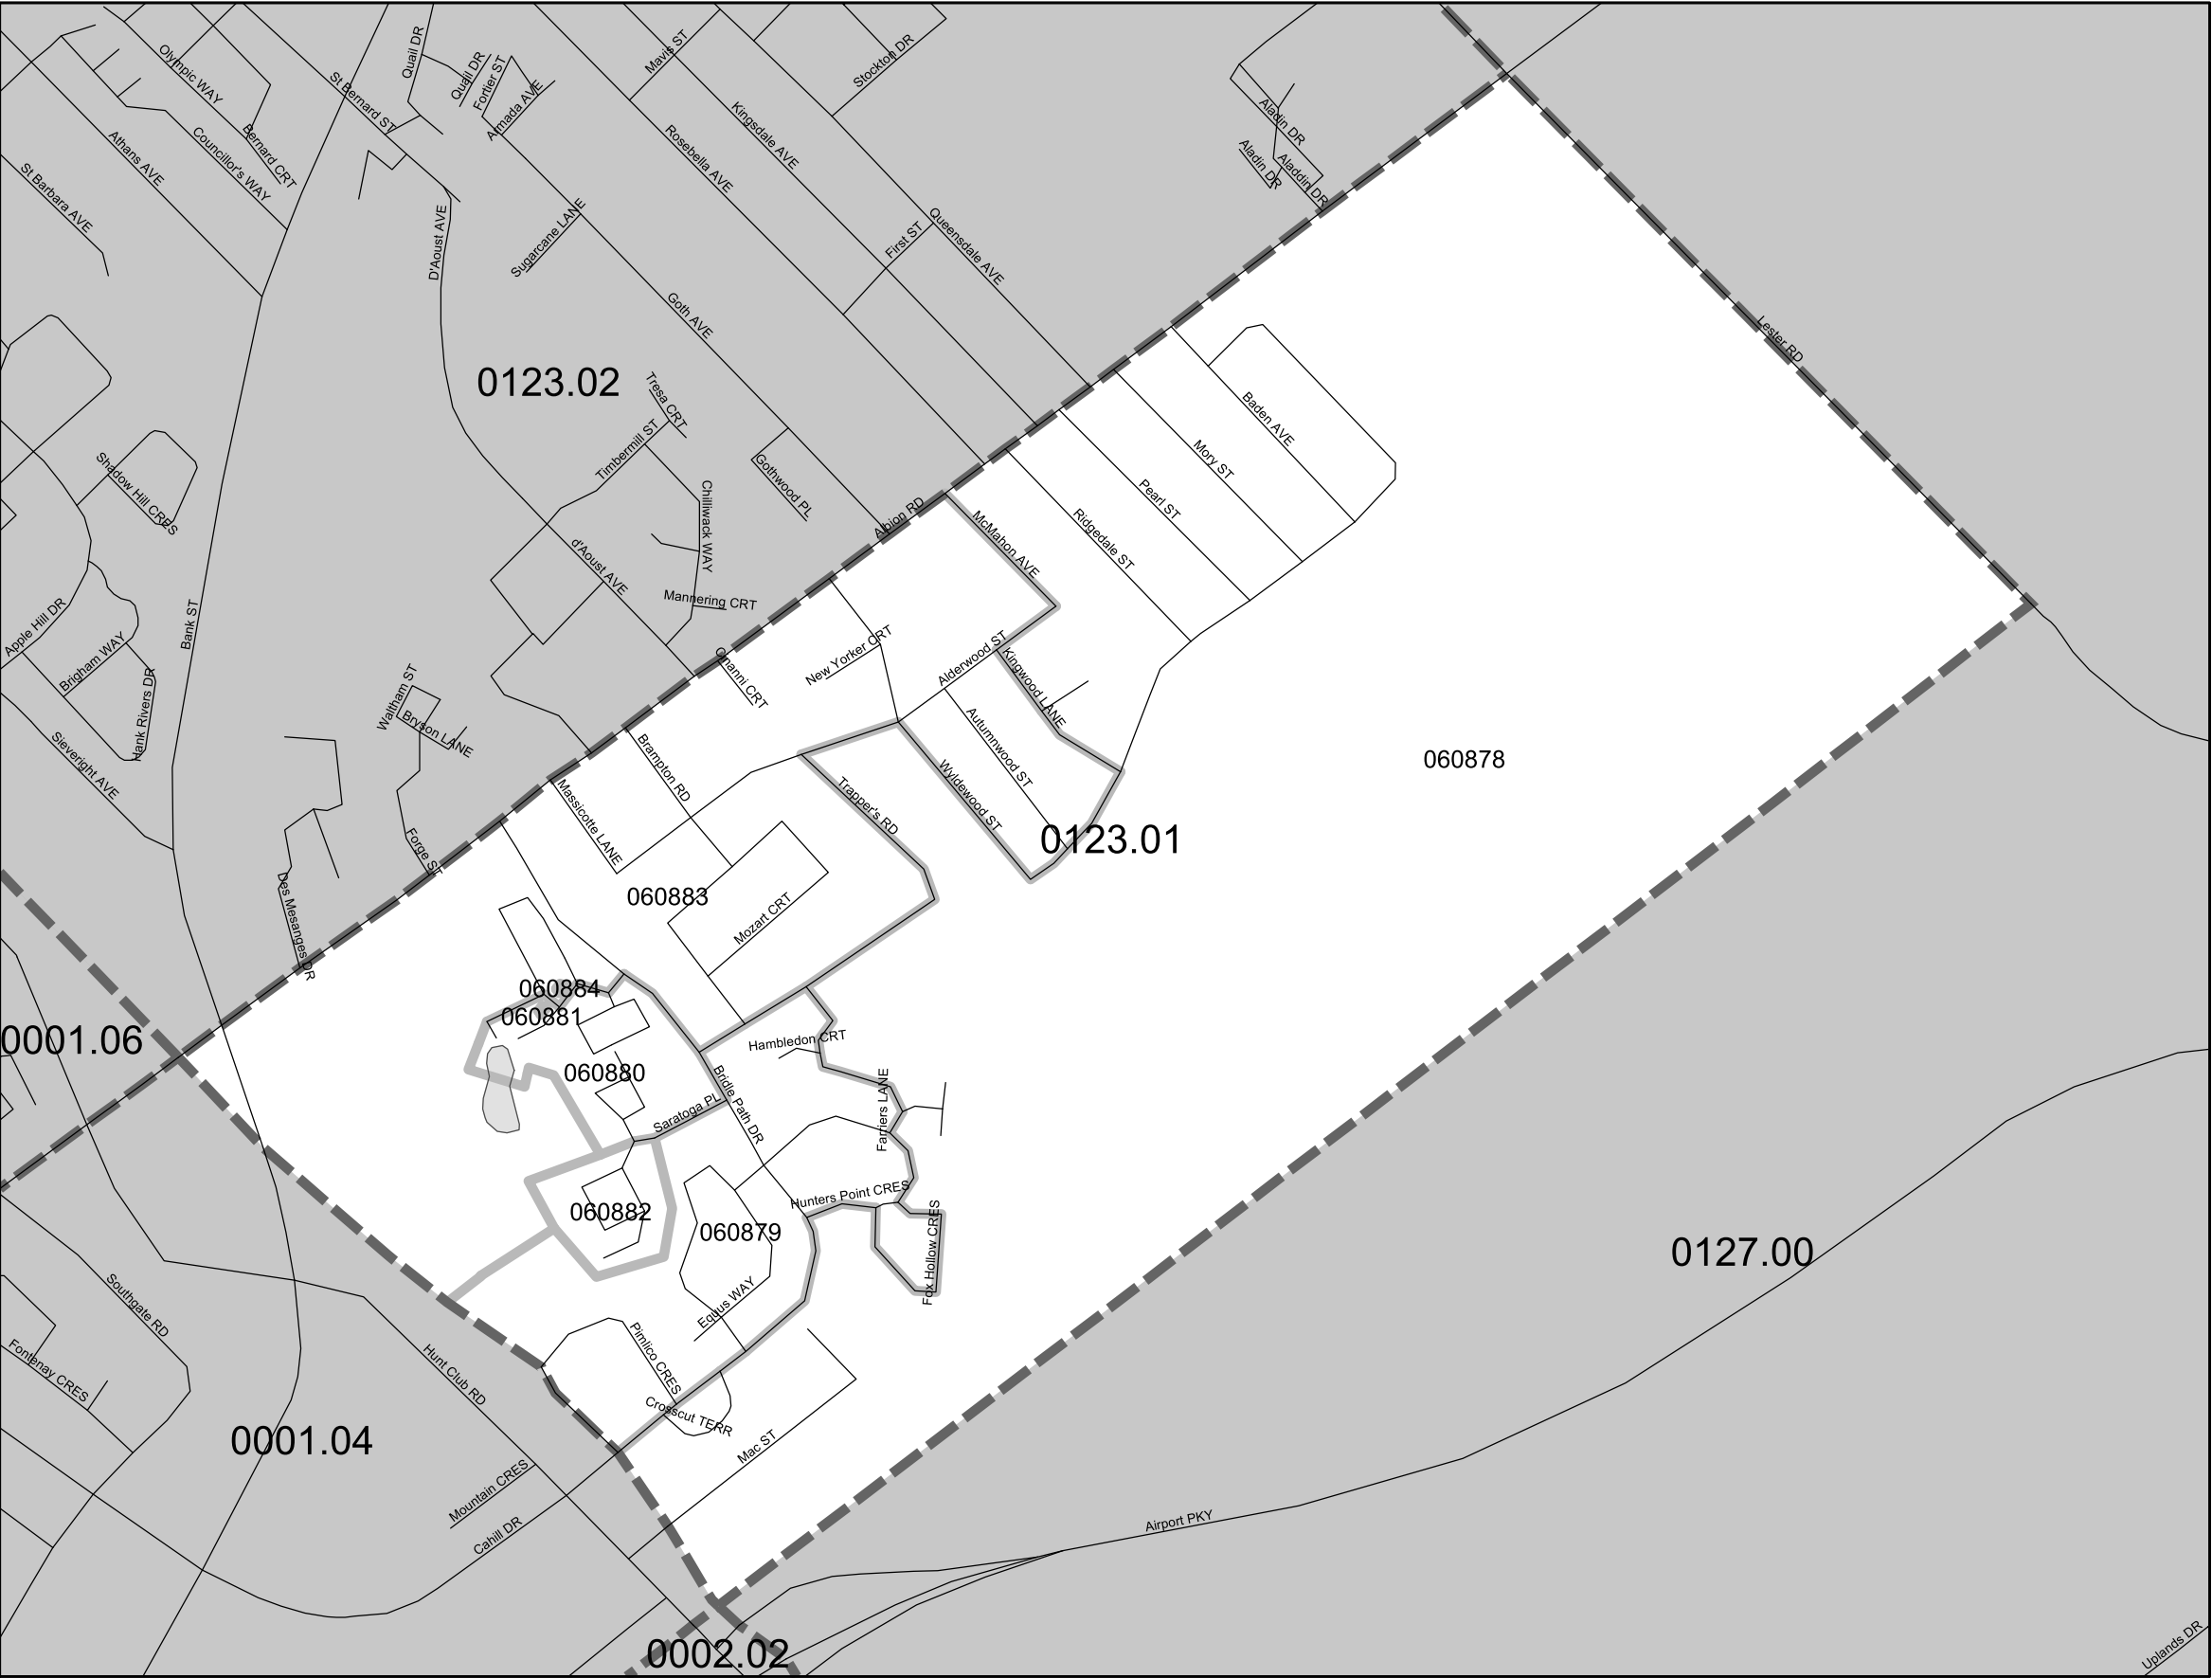 Olympic WAY
St Bernard ST
Quail DR
Quail DR
Fortier ST
Armada AVE
Mavis ST
Stockton DR
Kingsdale AVE
Rosebella AVE
Athans AVE
Councillor's WAY
Bernard CRT
St Barbara AVE
D'Aoust AVE
Sugarcane LANE
First ST
Queensdale AVE
Aladin DR
Aladin DR
Aladdin DR
Lester RD
Goth AVE
0123.02
Tresa CRT
Timbermill ST
Gothwood PL
Chilliwack WAY
Shadow Hill CRES
Baden AVE
Mory ST
Pearl ST
Ridgedale ST
Albion RD
McMahon AVE
d'Aoust AVE
Mannering CRT
Bank ST
Apple Hill DR
Brigham WAY
Hank Rivers DR
Sieveright AVE
Waltham ST
Bryson LANE
Gnanni CRT
New Yorker CRT
Alderwood ST
Kingwood LANE
Autumnwood ST
Wyldewood ST
Brampton RD
Massicotte LANE
Trapper's RD
Forge ST
Des Mesanges DR
060878
0123.01
060883
Mozart CRT
060884
060881
0001.06
060880
Hambledon CRT
Bridle Path DR
Saratoga PL
Farriers LANE
Hunters Point CRES
060882
060879
Fox Hollow CRES
0127.00
Equus WAY
Pimlico CRES
Crosscut TERR
Mac ST
Southgate RD
Fontenay CRES
Hunt Club RD
0001.04
Mountain CRES
Cahill DR
Airport PKY
0002.02
Uplands DR